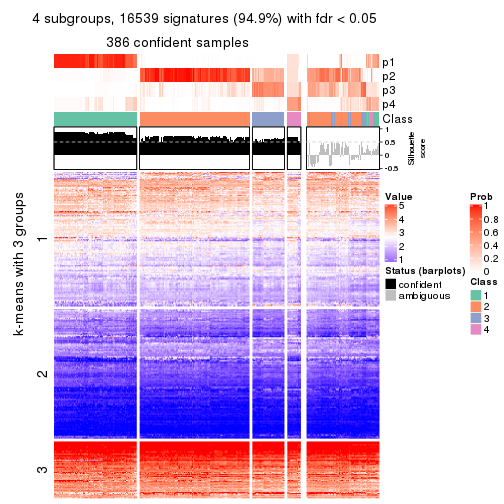 4 subgroups, 16539 signatures (94.9%) with fdr < 0.05
386 confident samples
p1
p2
p3
p4
Class
1
0.5
0
-0.5
Silhouette
score
k-means with 3 groups
1
2
3
Value
5
4
3
2
1
Status (barplots)
confident
ambiguous
Prob
1
0.8
0.6
0.4
0.2
0
Class
1
2
3
4